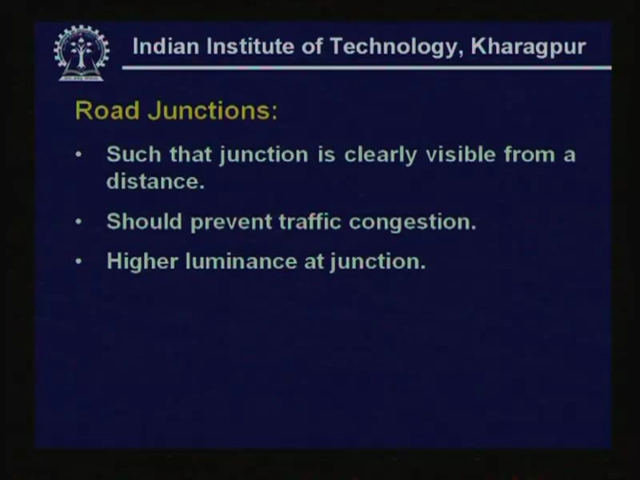 Indian Institute of Technology, Kharagpur
Road Junctions:
• Such that junction is clearly visible from a
distance.
• Should prevent traffic congestion.
• Higher luminance at junction.